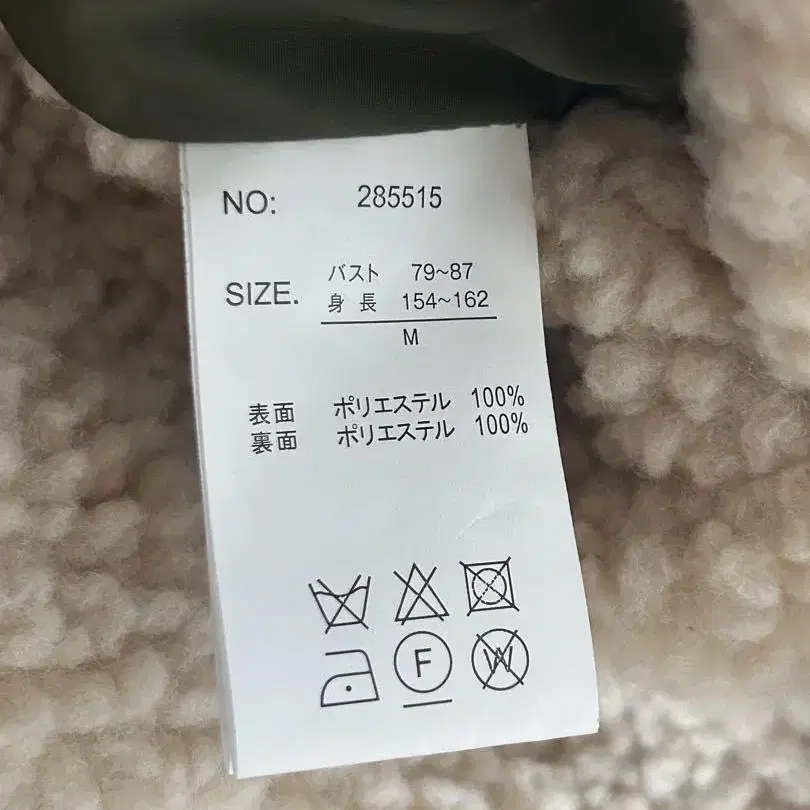 NO: 285515
SIZE. バスト 79~87
身長 154~162
M
表面 ポリエステル 100%
裏面 ポリエステル 100%
F W